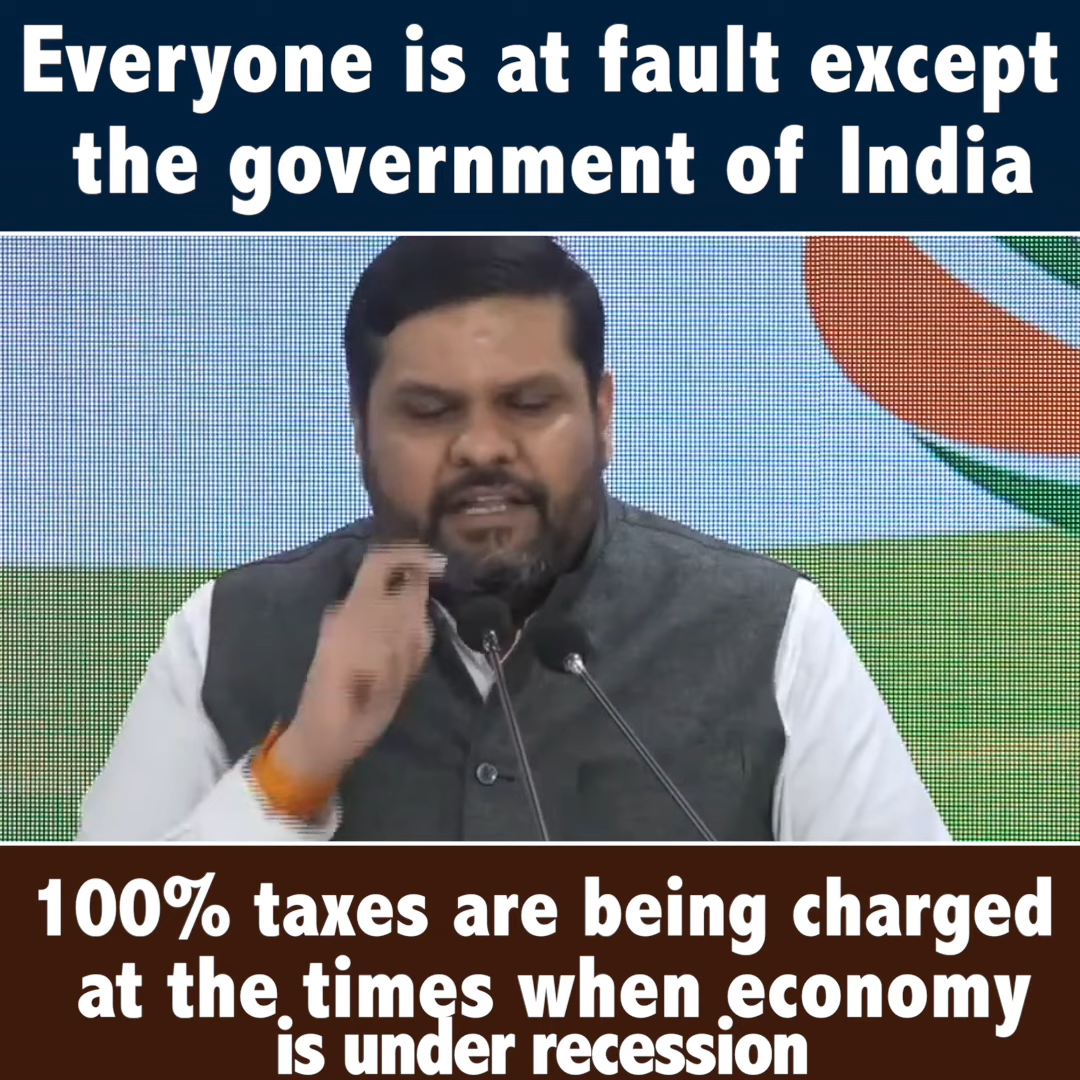 Everyone is at fault except
the government of India
100% taxes are being charged
at the times when economy
is under recession